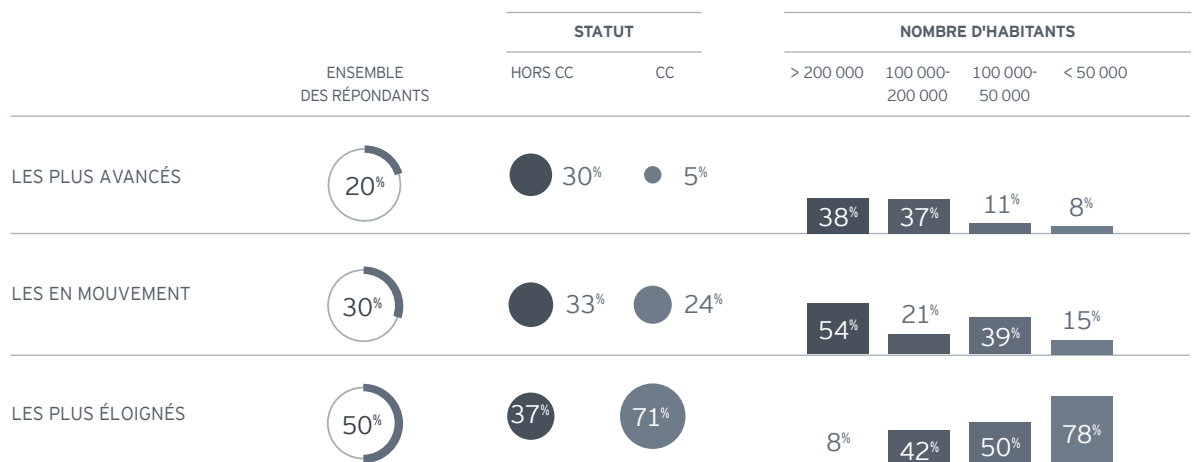 STATUT NOMBRE D'HABITANTS
ENSEMBLE DES RÉPONDANTS HORS CC CC > 200 000 100 000-200 000 100 000-50 000 < 50 000
LES PLUS AVANCÉS 20% 30% 5% 38% 37% 11% 8%
LES EN MOUVEMENT 30% 33% 24% 54% 21% 39% 15%
LES PLUS ÉLOIGNÉS 50% 37% 71% 8% 42% 50% 78%